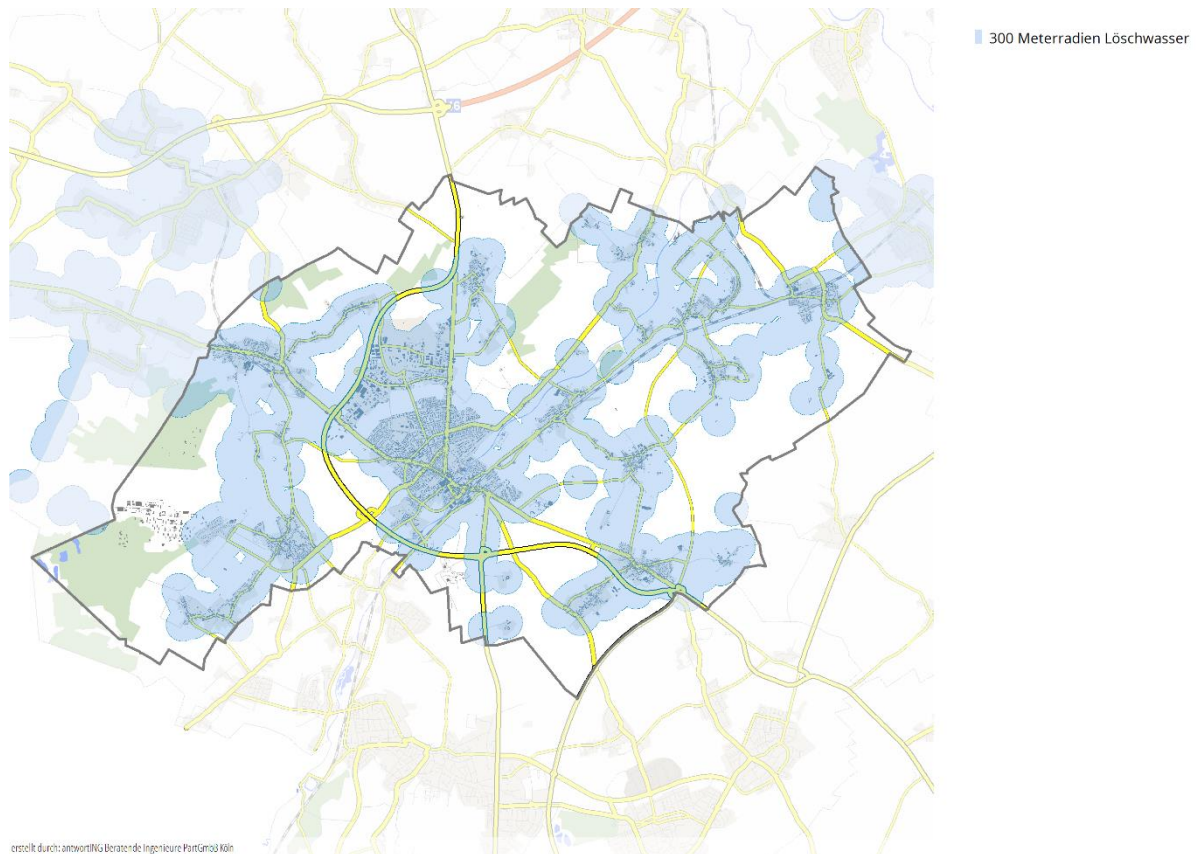 300 Meterradien Löschwasser
erstellt durch: antwortING Beratende Ingenieure PartGmbB Köln